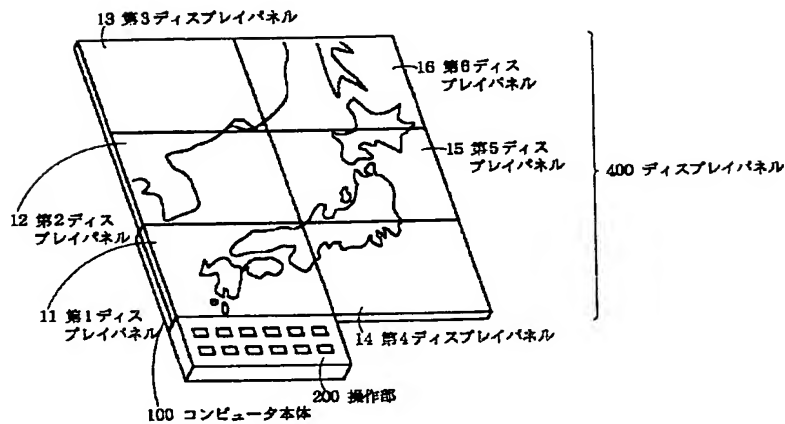 13 第3ディスプレイパネル
16 第6ディス
プレイパネル
15 第5ディス
プレイパネル
400 ディスプレイパネル
12 第2ディス
プレイパネル
11 第1ディス
プレイパネル
14 第4ディスプレイパネル
200 操作部
100 コンピュータ本体